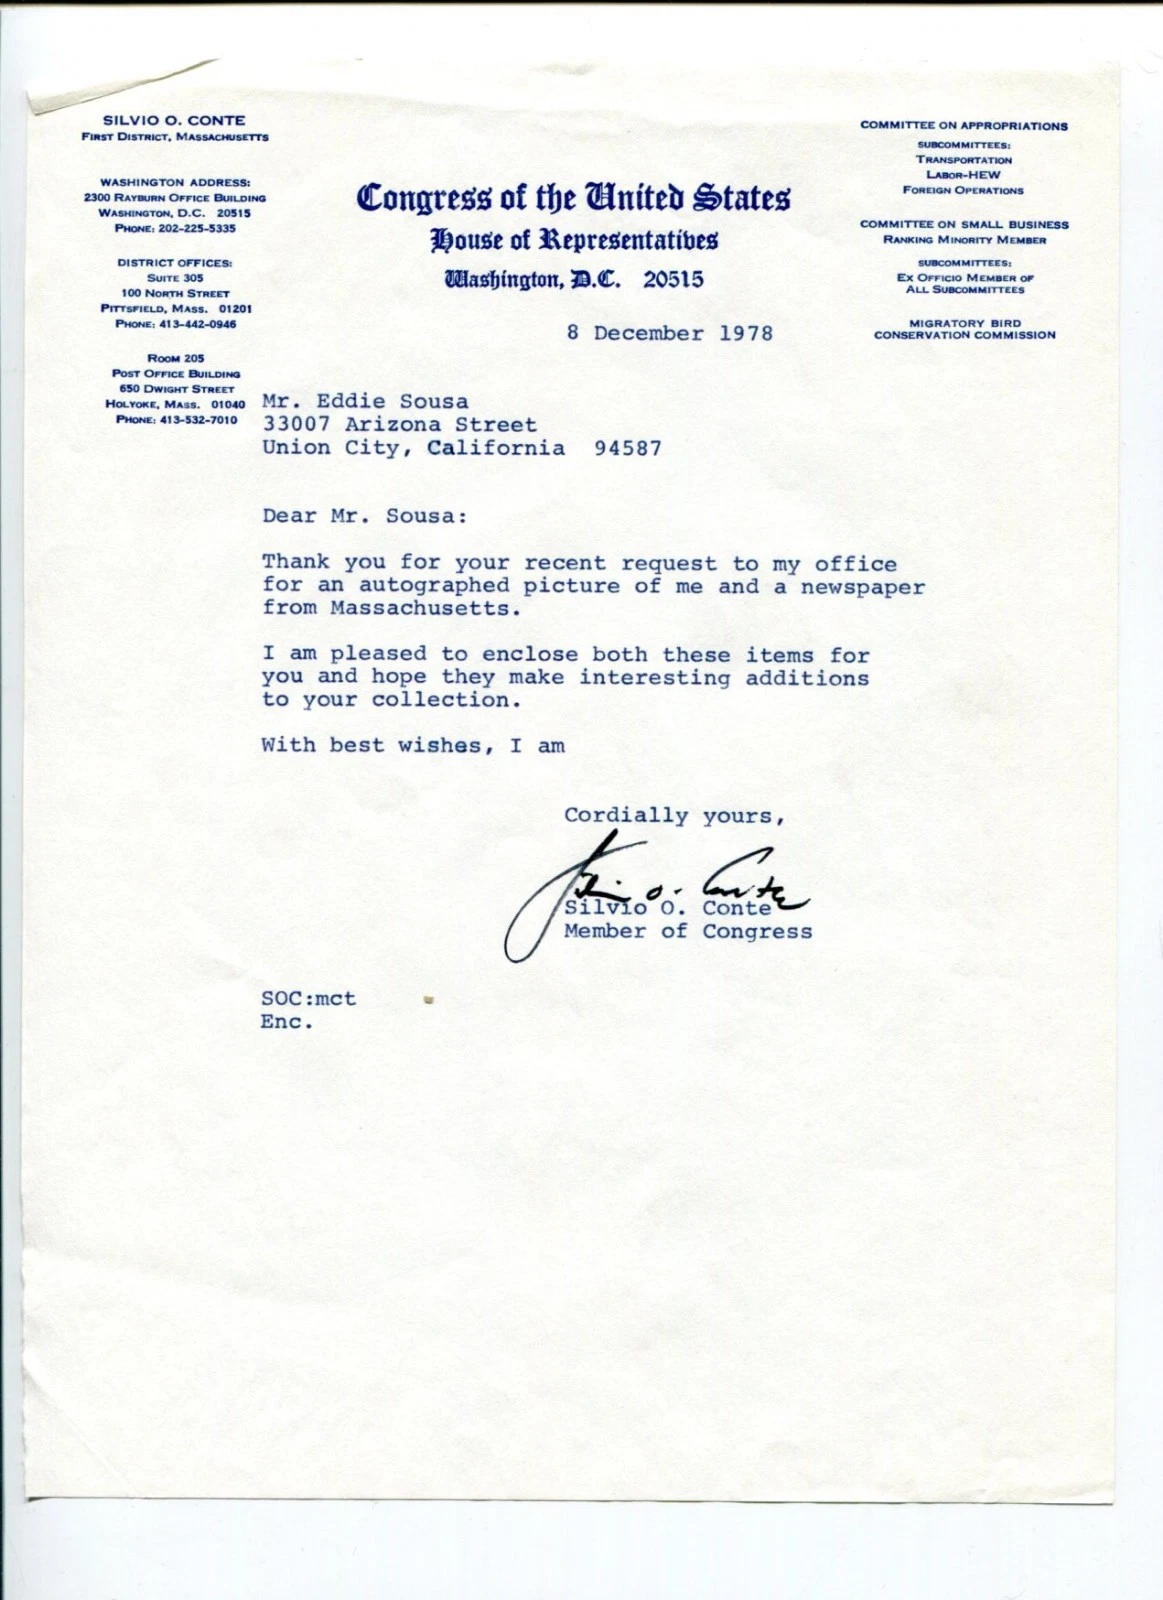 SILVIO O. CONTE
FIRST DISTRICT, MASSACHUSETTS
WASHINGTON ADDRESS:
2300 RAYBURN OFFICE BUILDING
WASHINGTON, D.C. 20515
PHONE: 202-225-5335
DISTRICT OFFICES:
SUITE 305
100 NORTH STREET
PITTSFIELD, MASS. 01201
PHONE: 413-442-0946
ROOM 205
POST OFFICE BUILDING
650 DWIGHT STREET
HOLYOKE, MASS. 01040
PHONE: 413-532-7010
Congress of the United States
House of Representatives
Washington, D.C. 20515
COMMITTEE ON APPROPRIATIONS
SUBCOMMITTEES:
TRANSPORTATION
LABOR-HEW
FOREIGN OPERATIONS
COMMITTEE ON SMALL BUSINESS
RANKING MINORITY MEMBER
SUBCOMMITTEES:
EX OFFICIO MEMBER OF
ALL SUBCOMMITTEES
MIGRATORY BIRD
CONSERVATION COMMISSION
8 December 1978
Mr. Eddie Sousa
33007 Arizona Street
Union City, California 94587
Dear Mr. Sousa:
Thank you for your recent request to my office
for an autographed picture of me and a newspaper
from Massachusetts.
I am pleased to enclose both these items for
you and hope they make interesting additions
to your collection.
With best wishes, I am
Cordially yours,
Silvio O. Conte
Silvio O. Conte
Member of Congress
SOC:mct
Enc.